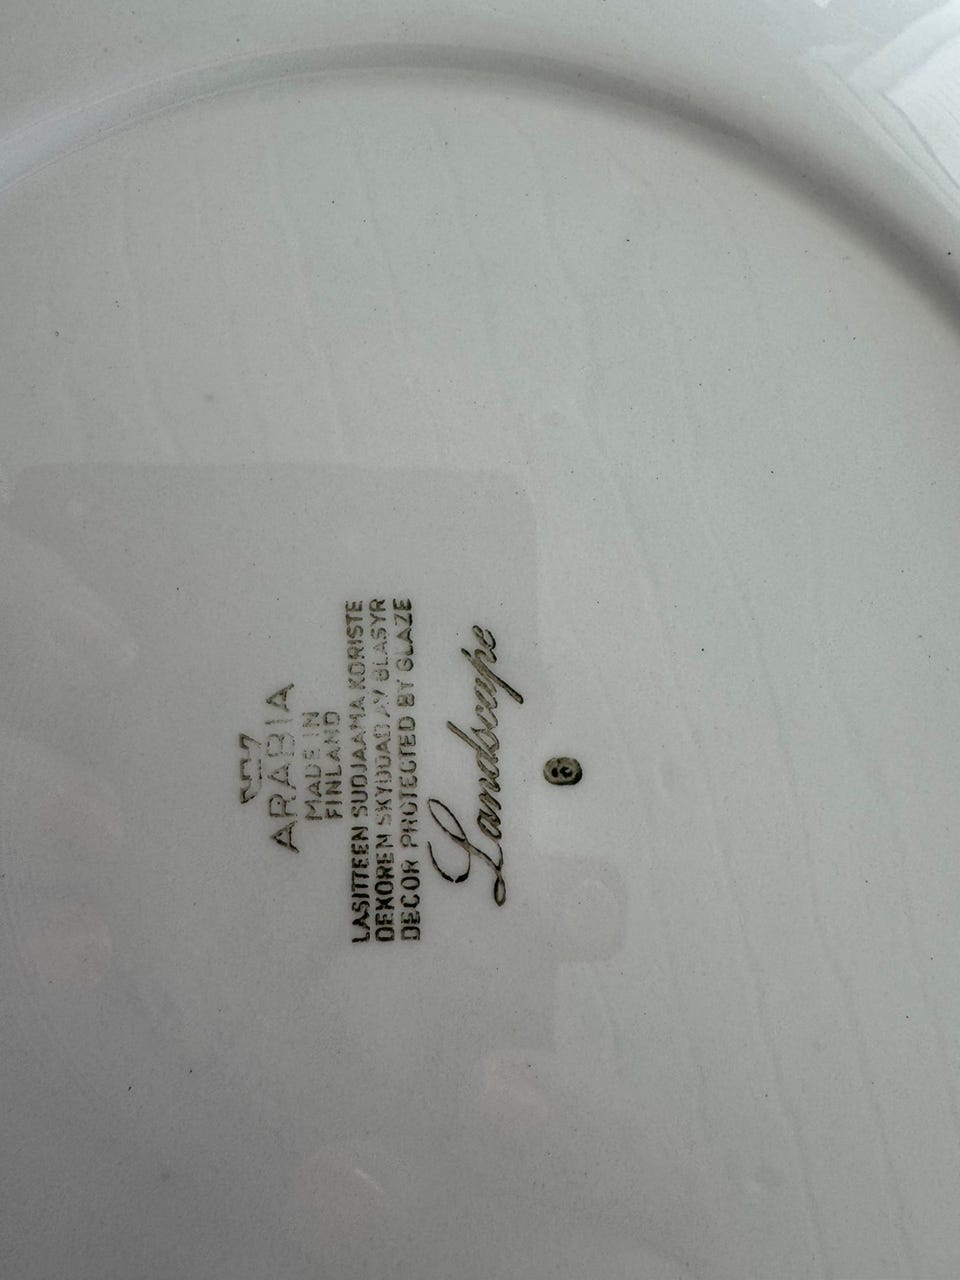 ARABIA
MADE IN
FINLAND
LASITTEEN SUOJAAMA KORISTE
DEKOREN SKYDDAD AV GLASYR
DECOR PROTECTED BY GLAZE
Landscape